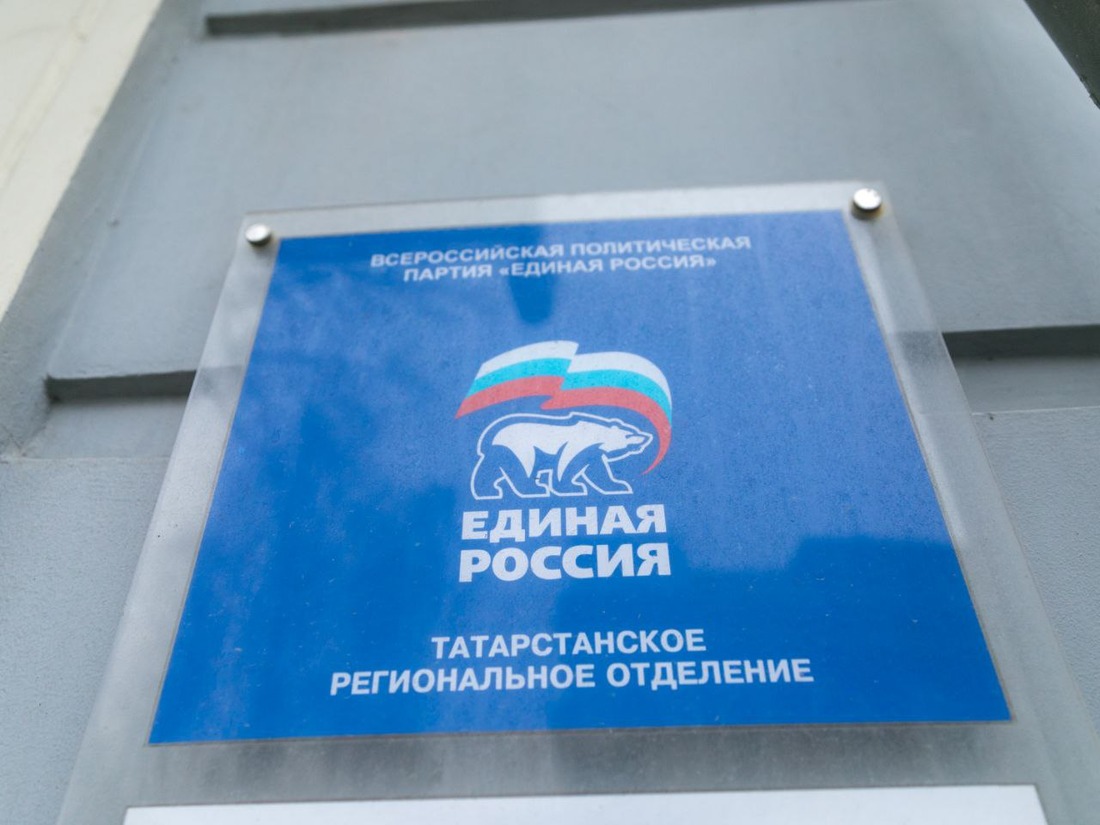 ВСЕРОССИЙСКАЯ ПОЛИТИЧЕСКАЯ
ПАРТИЯ «ЕДИНАЯ РОССИЯ»
ЕДИНАЯ
РОССИЯ
ТАТАРСТАНСКОЕ
РЕГИОНАЛЬНОЕ ОТДЕЛЕНИЕ